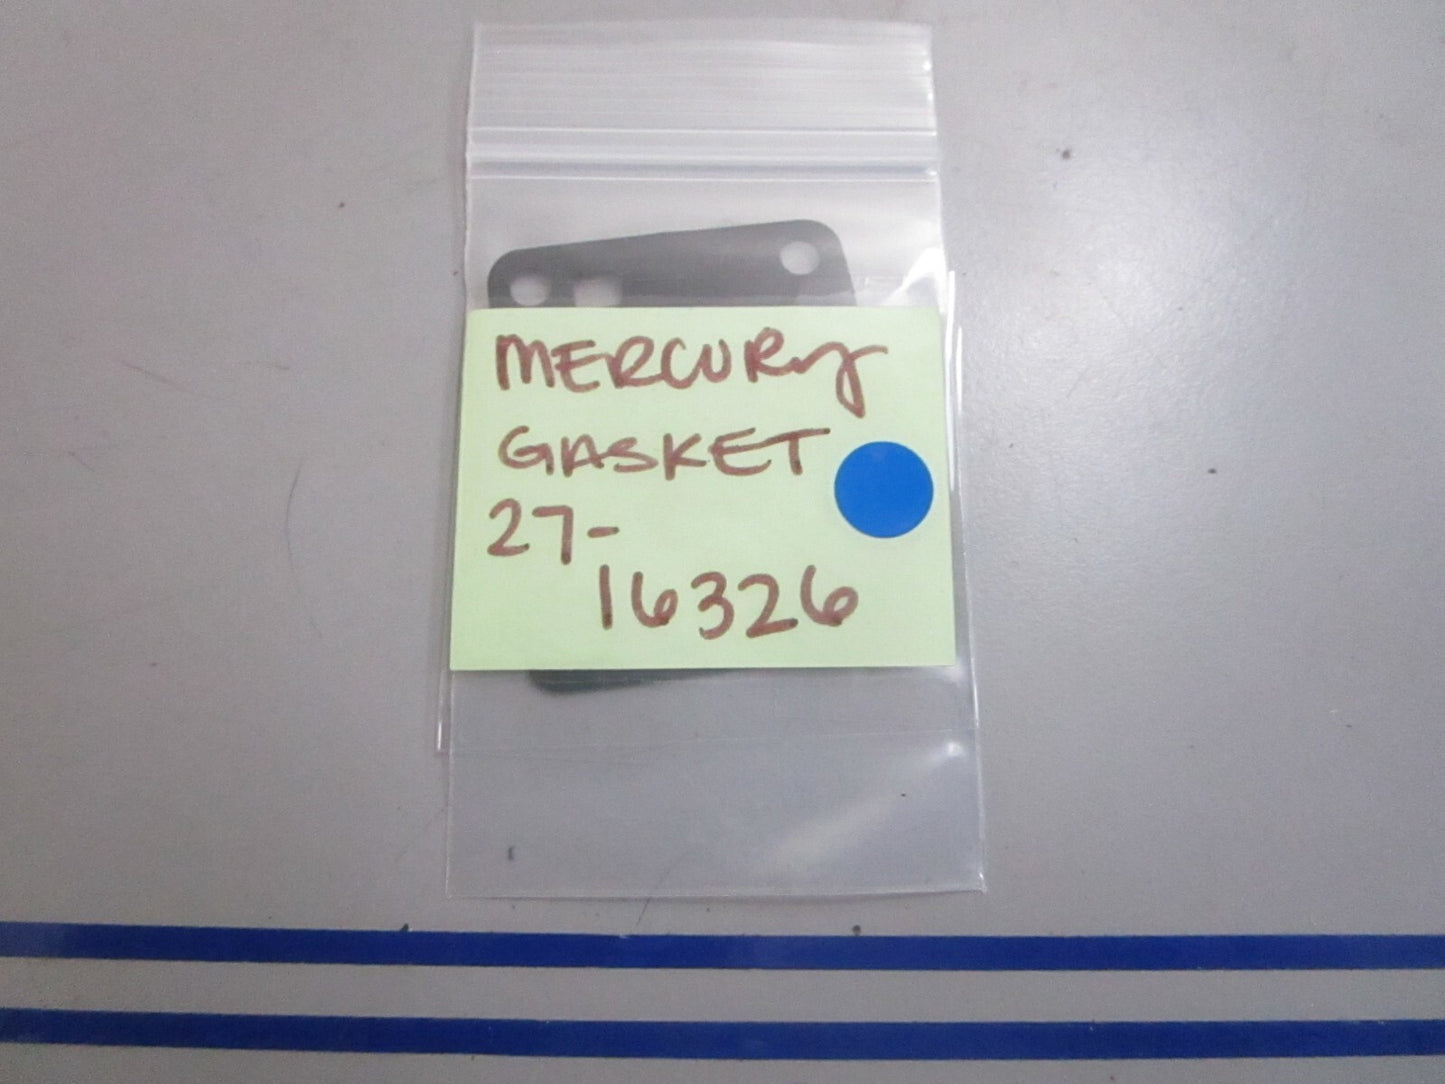 MERCURy
GASKET
27-
16326